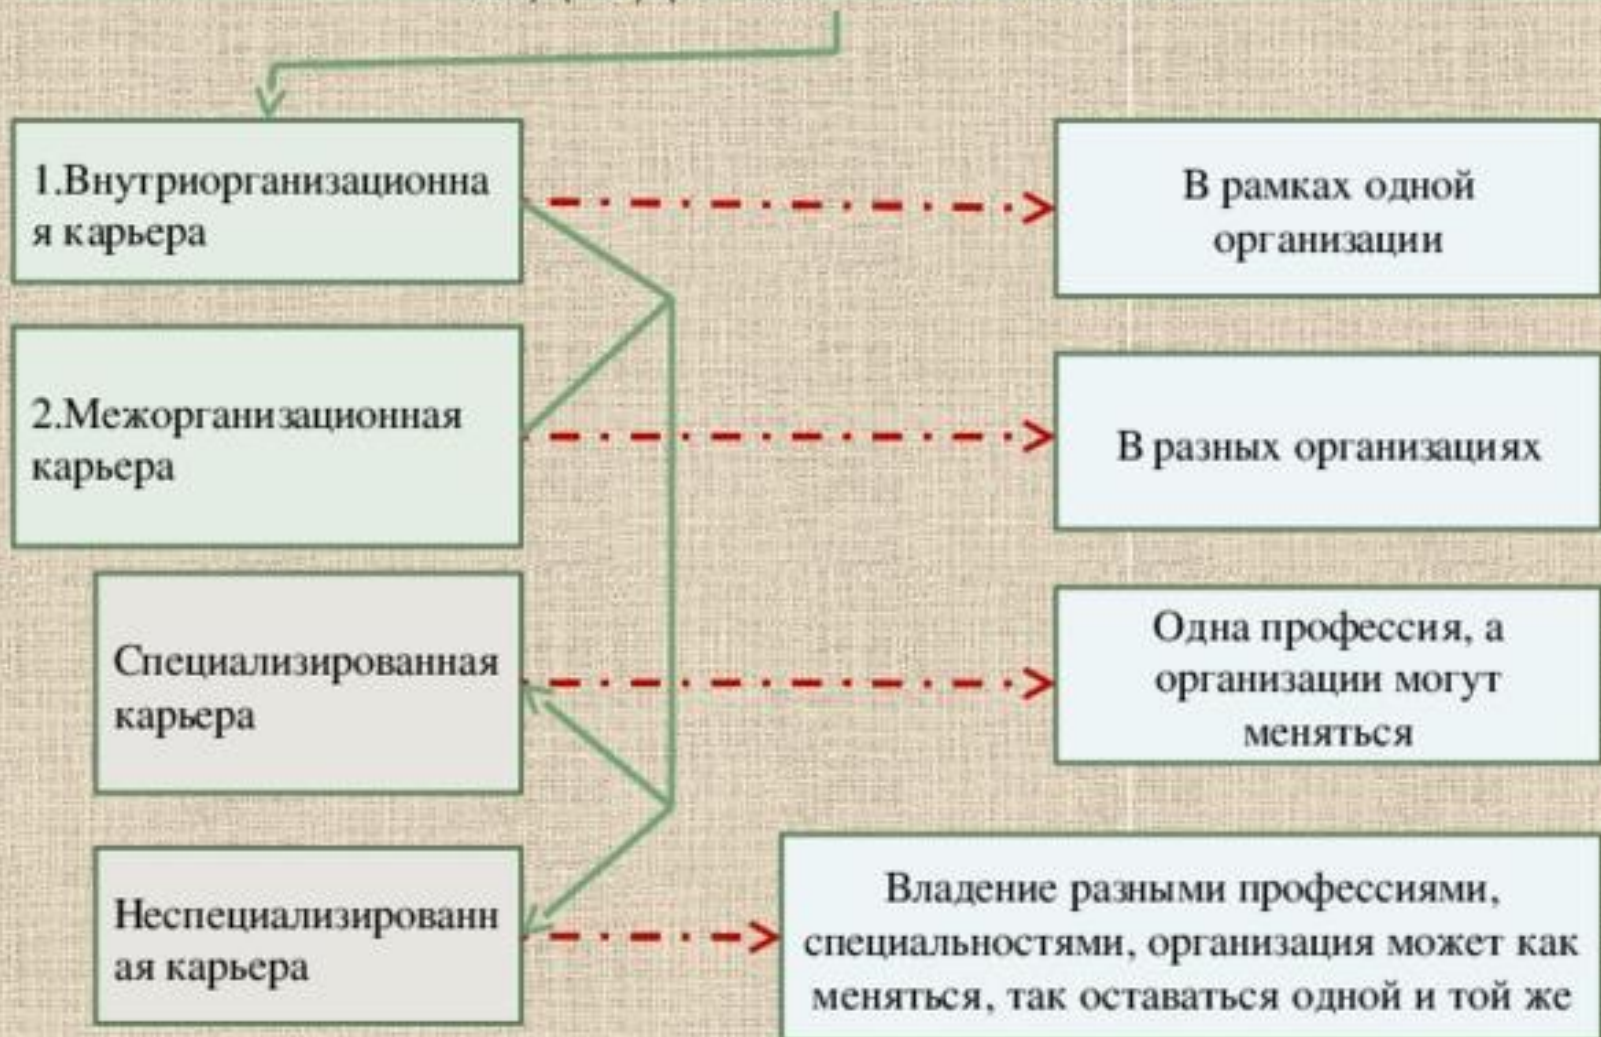 1.Внутриорганизационна
я карьера
В рамках одной
организации
2.Межорганизационная
карьера
В разных организациях
Специализированная
карьера
Одна профессия, а
организации могут
меняться
Неспециализированн
ая карьера
Владение разными профессиями,
специальностями, организация может как
меняться, так оставаться одной и той же